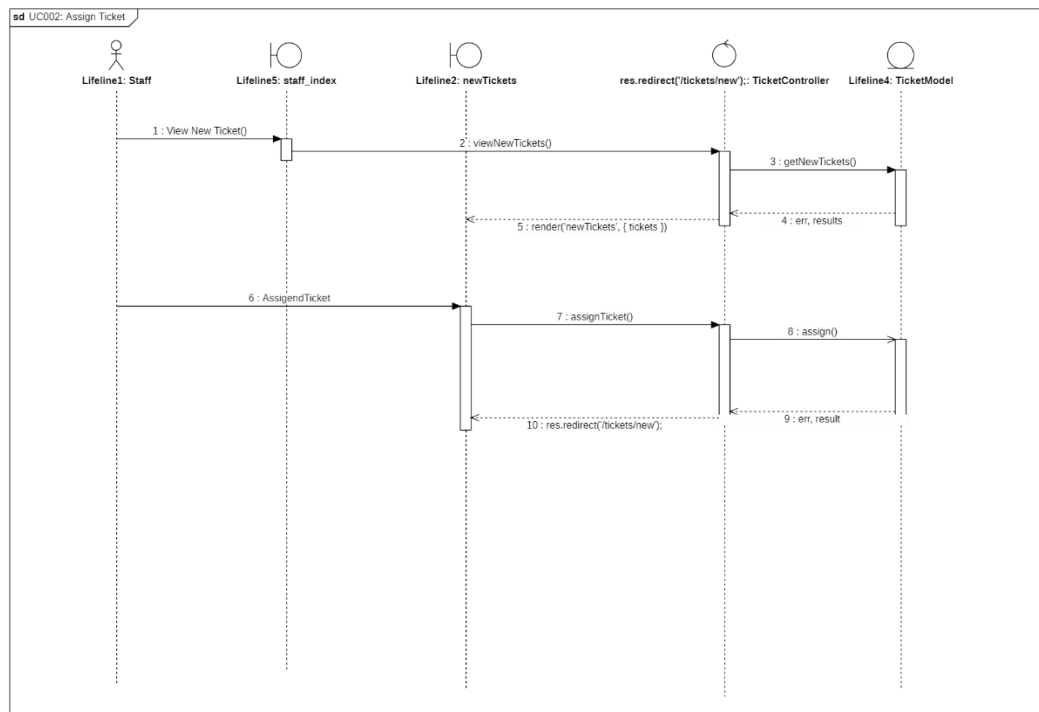 sd UC002: Assign Ticket
Lifeline1: Staff
Lifeline5: staff_index
Lifeline2: newTickets
res.redirect('/tickets/new');: TicketController
Lifeline4: TicketModel
1 : View New Ticket()
2 : viewNewTickets()
3 : getNewTickets()
4 : err, results
5 : render('newTickets', { tickets })
6 : AssigendTicket
7 : assignTicket()
8 : assign()
9 : err, result
10 : res.redirect('/tickets/new');